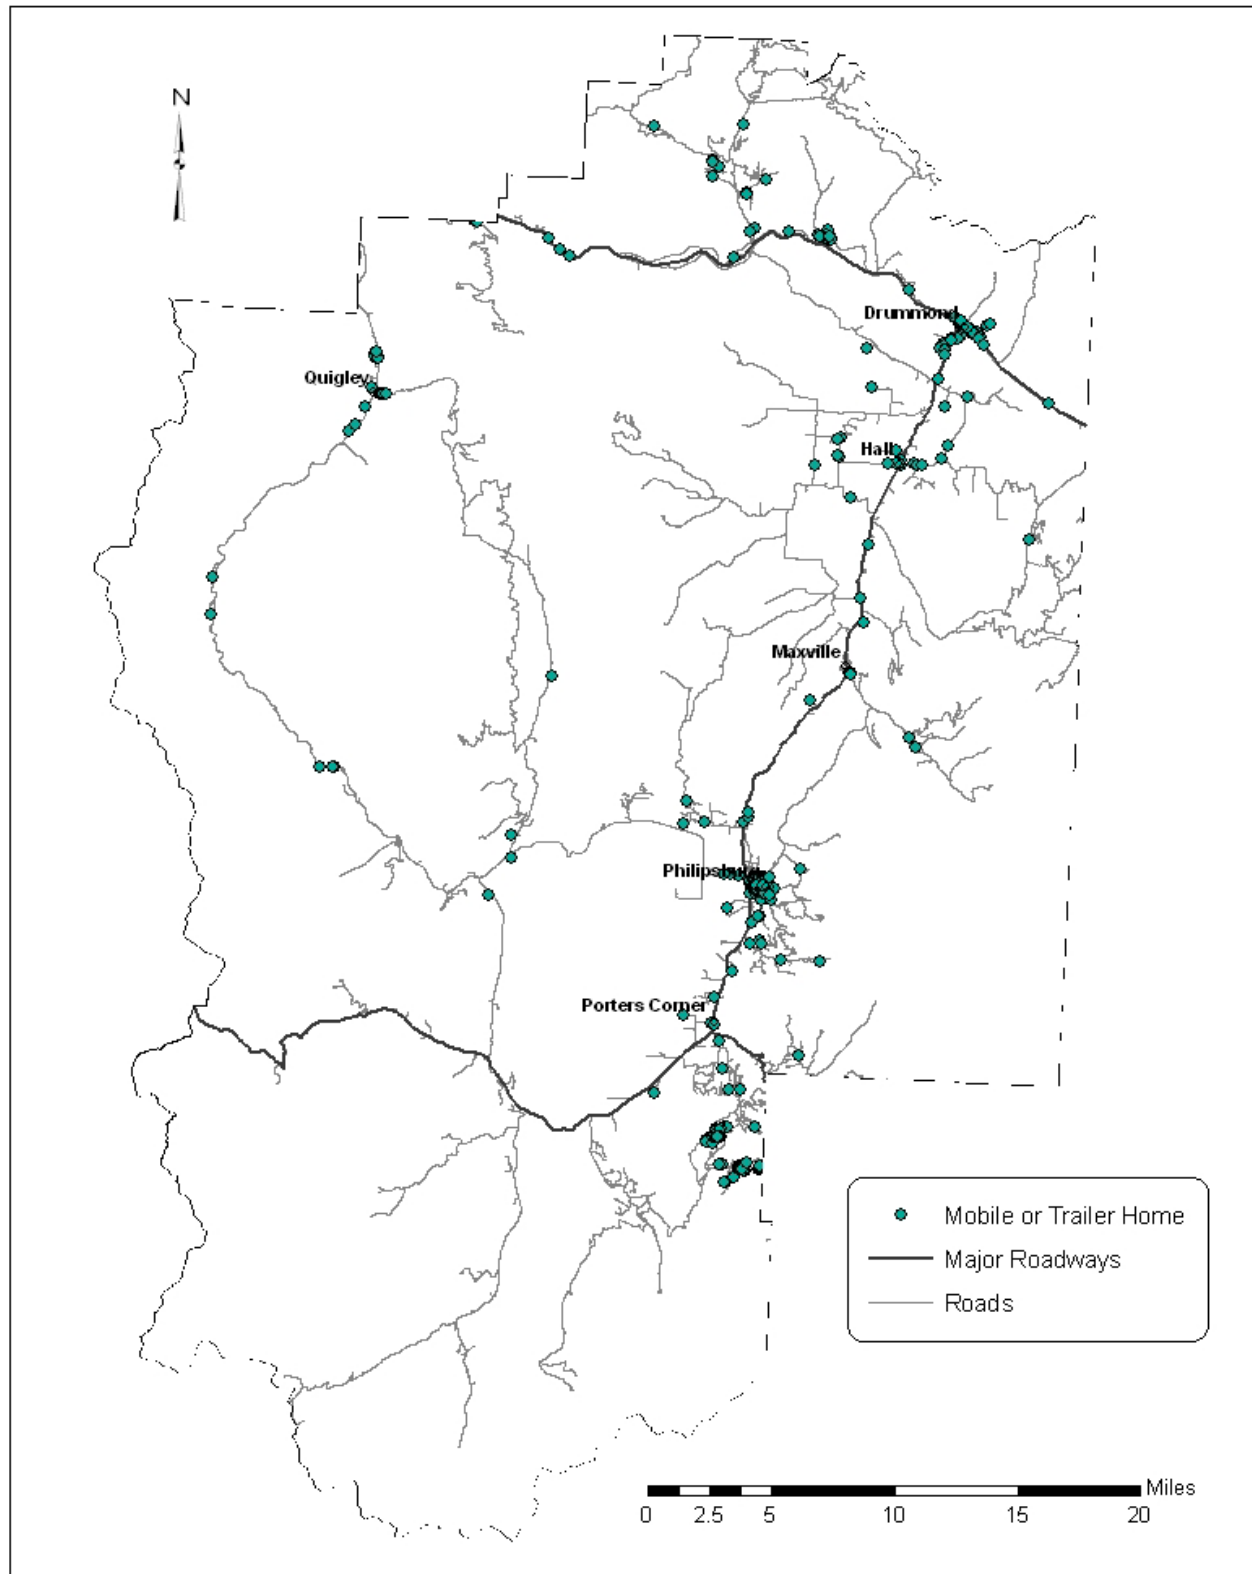 N
Drummond
Quigley
Hall
Maxville
Philipsburg
Porters Corner
Mobile or Trailer Home
Major Roadways
Roads
Miles
0 2.5 5 10 15 20